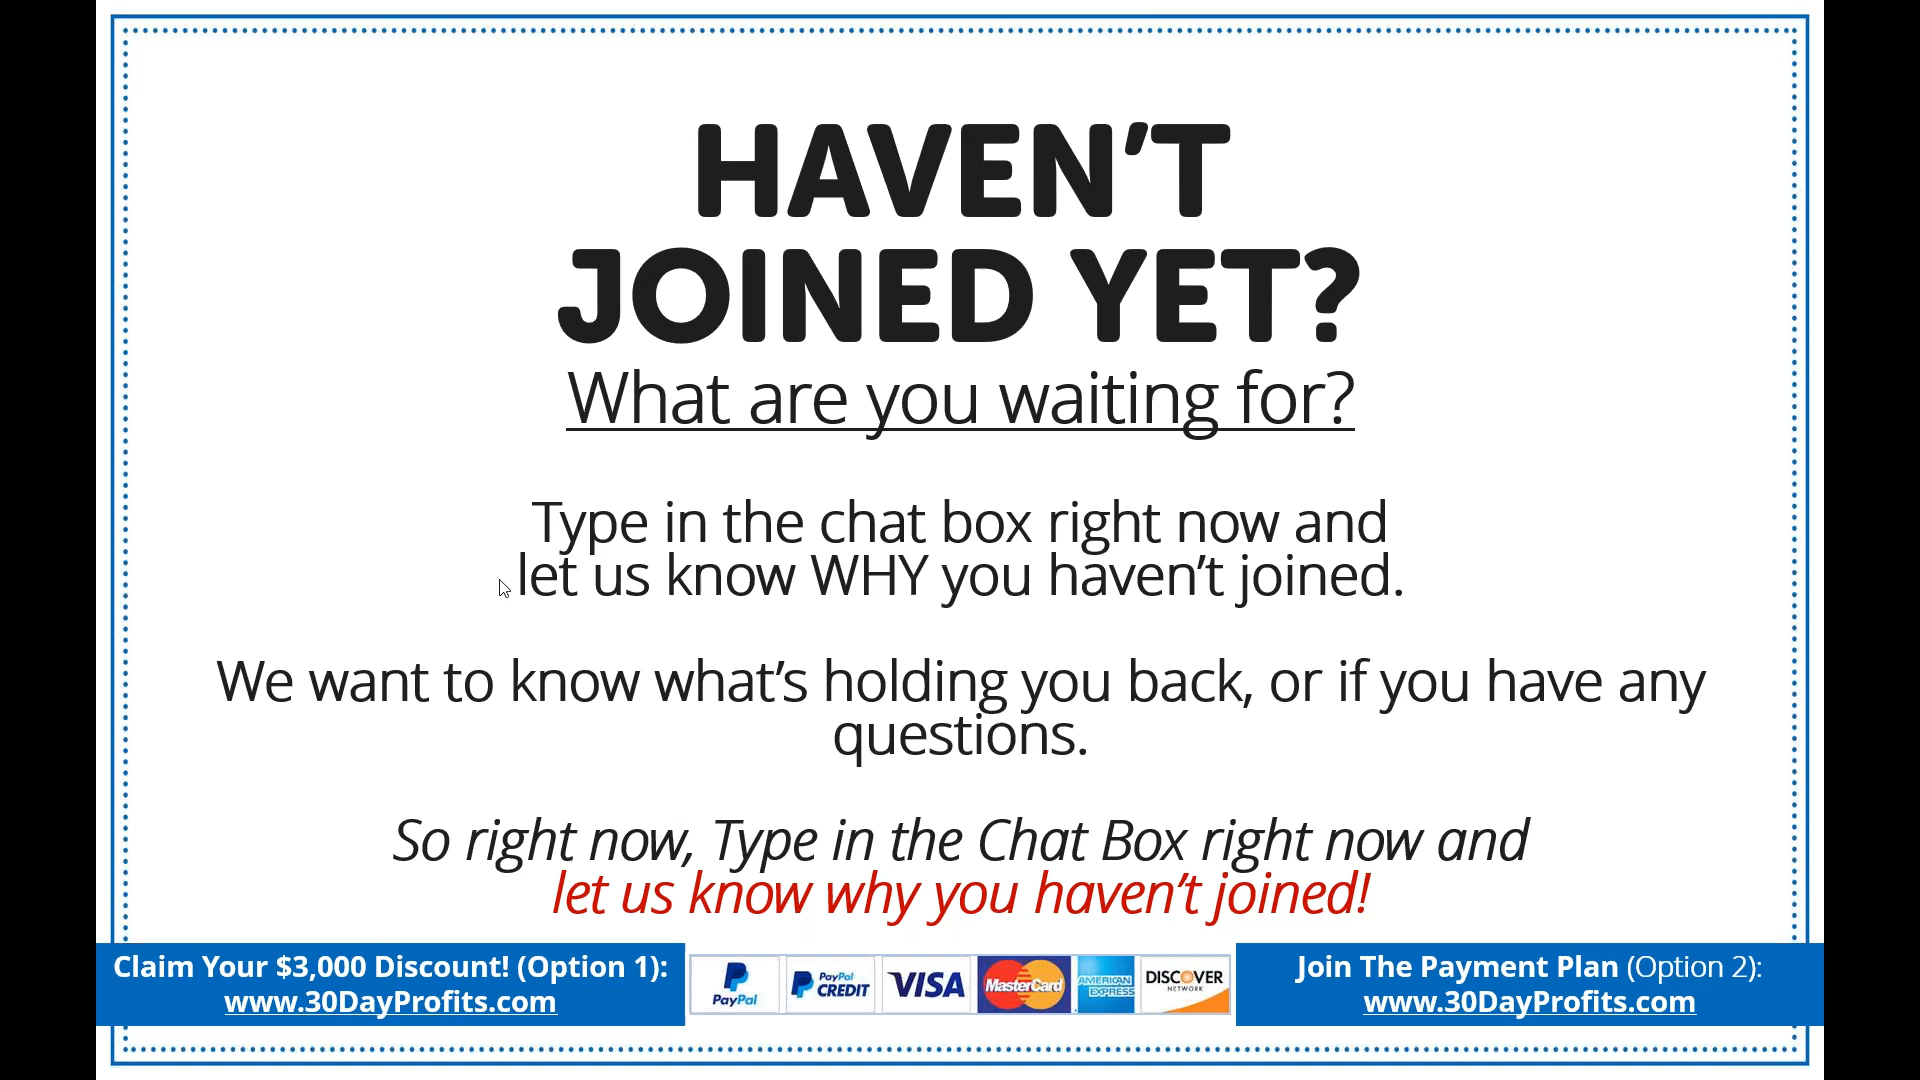 HAVEN’T
JOINED YET?
What are you waiting for?
Type in the chat box right now and
let us know WHY you haven’t joined.
We want to know what’s holding you back, or if you have any
questions.
So right now, Type in the Chat Box right now and
let us know why you haven’t joined!
Claim Your $3,000 Discount! (Option 1):
www.30DayProfits.com
PayPal
PayPal CREDIT
VISA
MasterCard
AMERICAN EXPRESS
DISCOVER NETWORK
Join The Payment Plan (Option 2):
www.30DayProfits.com